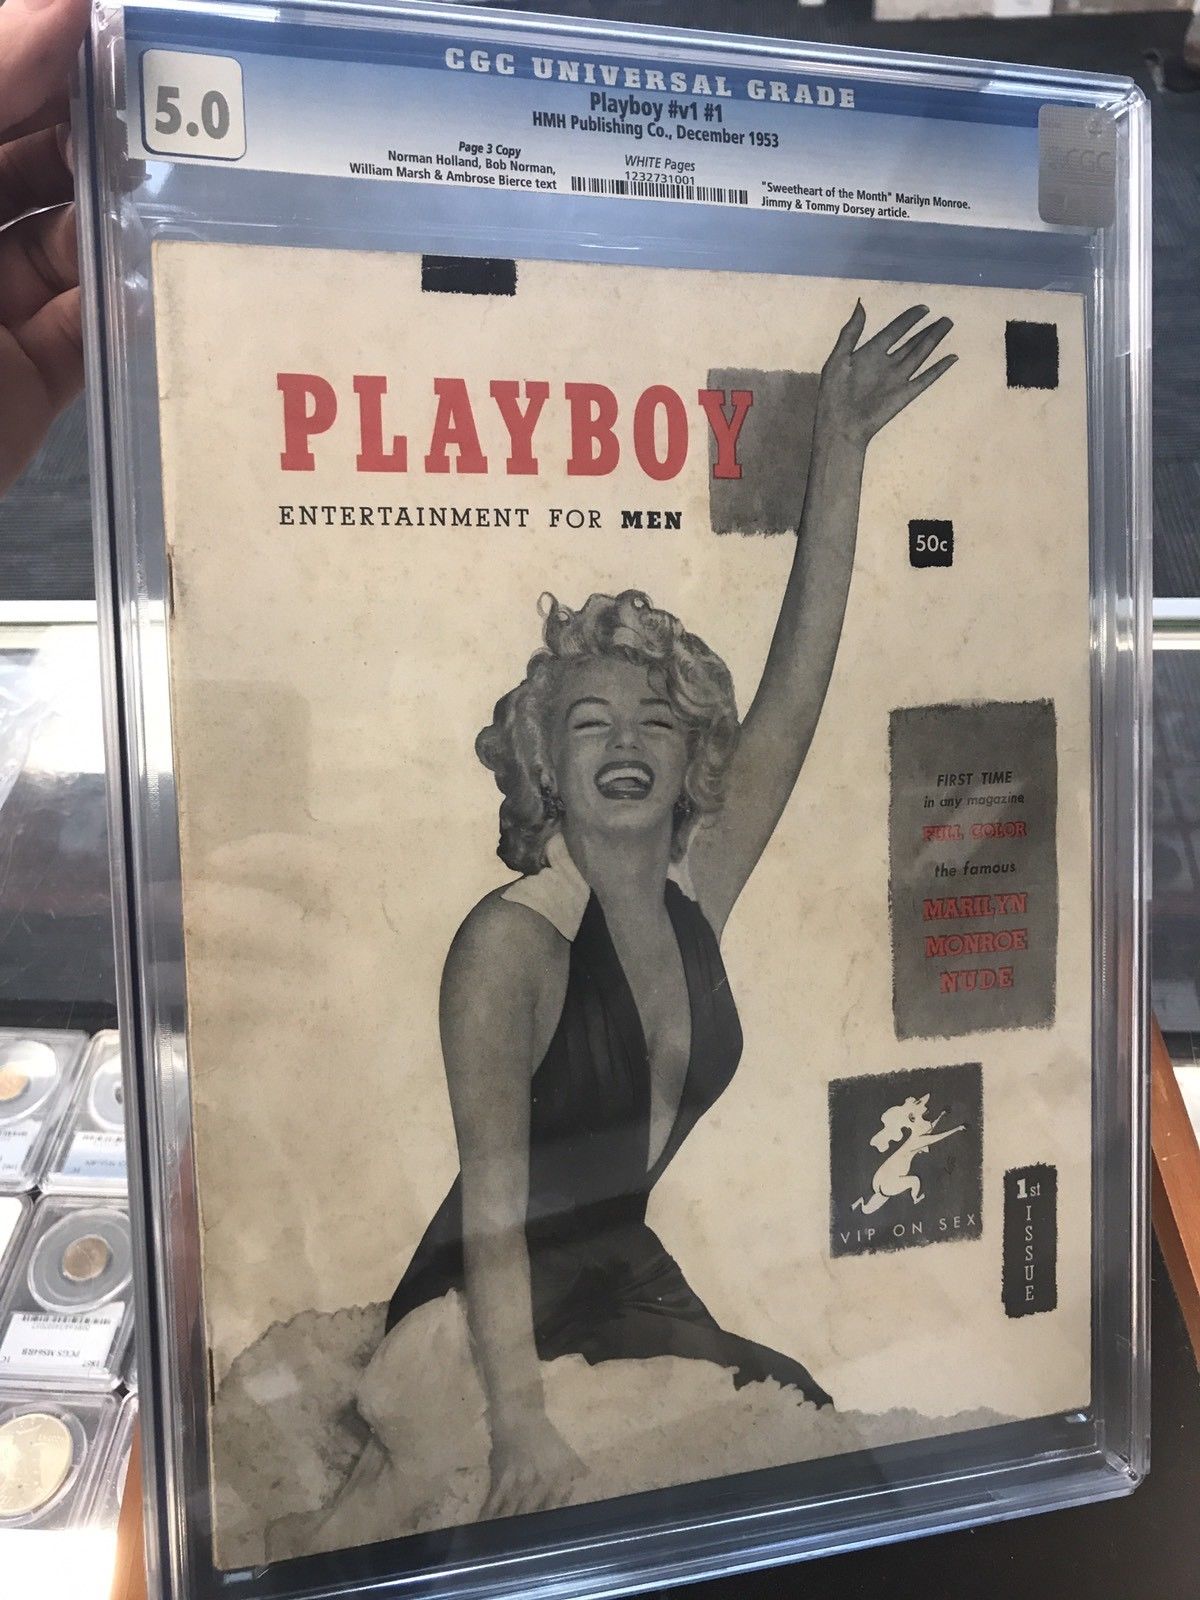 CGC UNIVERSAL GRADE
5.0
Playboy #v1 #1
HMH Publishing Co., December 1953
Page 3 Copy
Norman Holland, Bob Norman,
William Marsh & Ambrose Bierce text
WHITE Pages
1232731001
"Sweetheart of the Month" Marilyn Monroe.
Jimmy & Tommy Dorsey article.
CGC
PLAYBOY
ENTERTAINMENT FOR MEN
50c
FIRST TIME
in any magazine
FULL COLOR
the famous
MARILYN
MONROE
NUDE
VIP ON SEX
1st
ISSUE
PCGS MS64RB